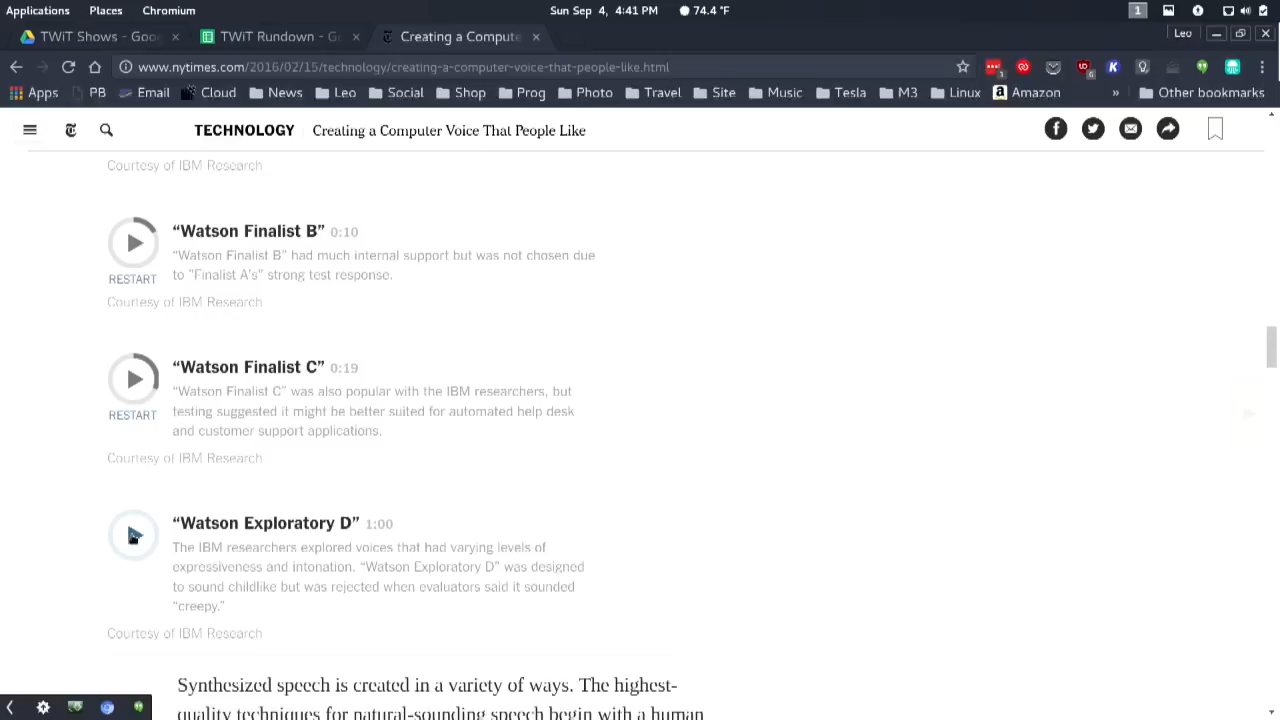 Applications Places Chromium Sun Sep 4, 4:41 PM 74.4 °F 1
TWiT Shows - Goo × TWiT Rundown - G × Creating a Compute × Leo
www.nytimes.com/2016/02/15/technology/creating-a-computer-voice-that-people-like.html
Apps PB Email Cloud News Leo Social Shop Prog Photo Travel Site Music Tesla M3 Linux Amazon » Other bookmarks
TECHNOLOGY Creating a Computer Voice That People Like
Courtesy of IBM Research
“Watson Finalist B” 0:10
“Watson Finalist B” had much internal support but was not chosen due
to "Finalist A's" strong test response.
RESTART
Courtesy of IBM Research
“Watson Finalist C” 0:19
“Watson Finalist C” was also popular with the IBM researchers, but
testing suggested it might be better suited for automated help desk
RESTART
and customer support applications.
Courtesy of IBM Research
“Watson Exploratory D” 1:00
The IBM researchers explored voices that had varying levels of
expressiveness and intonation. “Watson Exploratory D” was designed
to sound childlike but was rejected when evaluators said it sounded
“creepy.”
Courtesy of IBM Research
Synthesized speech is created in a variety of ways. The highest-
quality techniques for natural-sounding speech begin with a human